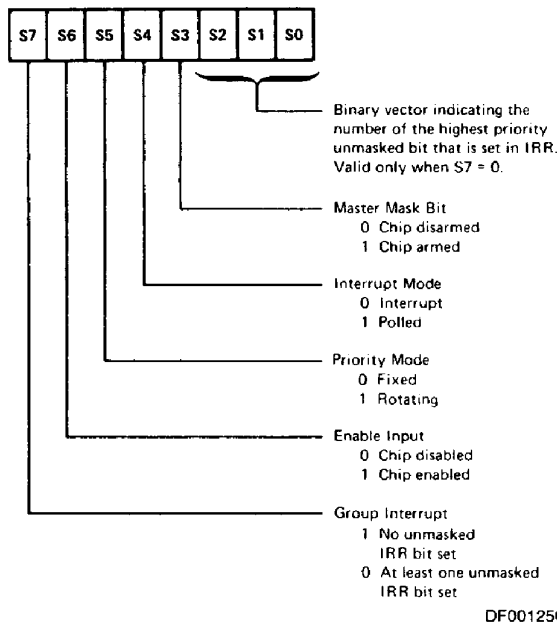 S7 S6 S5 S4 S3 S2 S1 S0
Binary vector indicating the
number of the highest priority
unmasked bit that is set in IRR.
Valid only when S7 = 0.
Master Mask Bit
0 Chip disarmed
1 Chip armed
Interrupt Mode
0 Interrupt
1 Polled
Priority Mode
0 Fixed
1 Rotating
Enable Input
0 Chip disabled
1 Chip enabled
Group Interrupt
1 No unmasked
IRR bit set
0 At least one unmasked
IRR bit set
DF001250